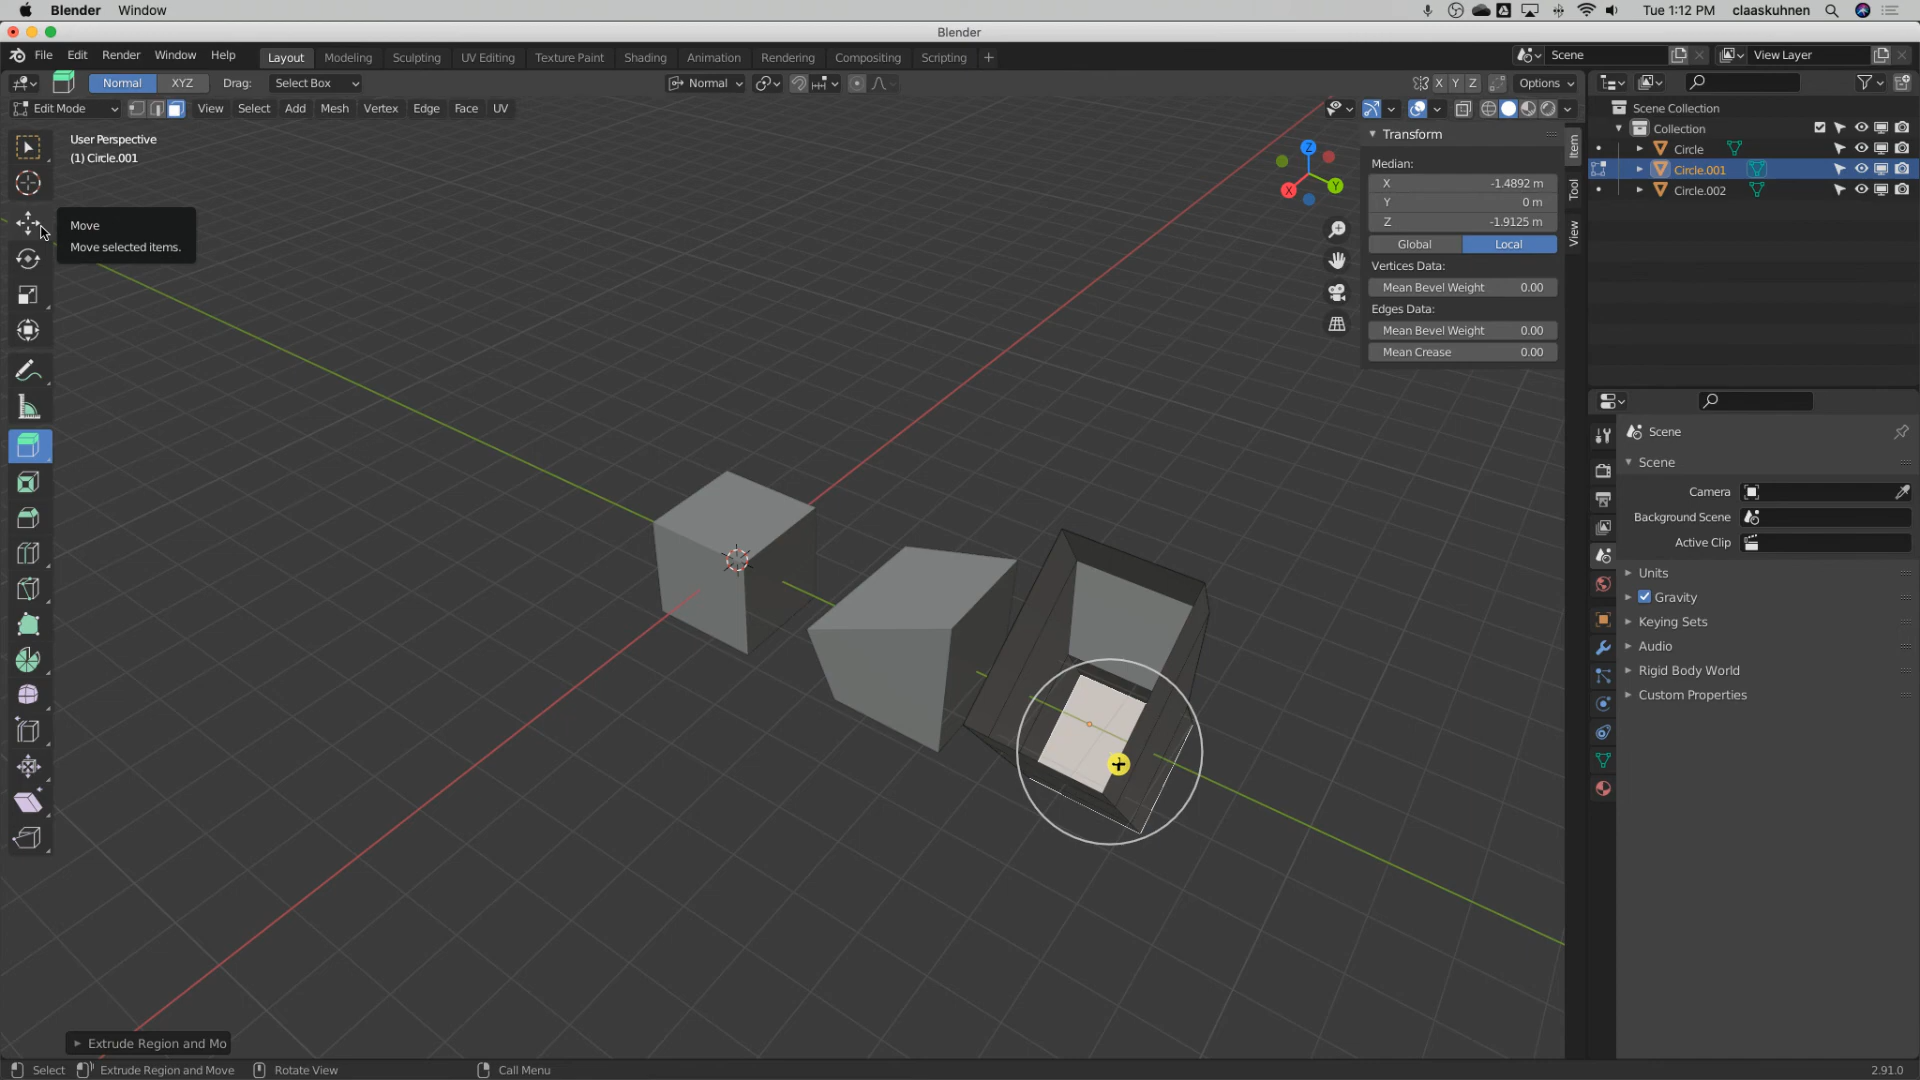 Blender Window Tue 1:12 PM claaskuhnen
Blender
File Edit Render Window Help Layout Modeling Sculpting UV Editing Texture Paint Shading Animation Rendering Compositing Scripting + Scene View Layer
Normal XYZ Drag: Select Box Normal X Y Z Options
Edit Mode View Select Add Mesh Vertex Edge Face UV
User Perspective
(1) Circle.001
Move
Move selected items.
Z
Y
X
Transform
Median:
X -1.4892 m
Y 0 m
Z -1.9125 m
Global Local
Vertices Data:
Mean Bevel Weight 0.00
Edges Data:
Mean Bevel Weight 0.00
Mean Crease 0.00
Item
Tool
View
Scene Collection
Collection
Circle
Circle.001
Circle.002
Scene
Scene
Camera
Background Scene
Active Clip
Units
Gravity
Keying Sets
Audio
Rigid Body World
Custom Properties
Extrude Region and Mo
Select Extrude Region and Move Rotate View Call Menu 2.91.0